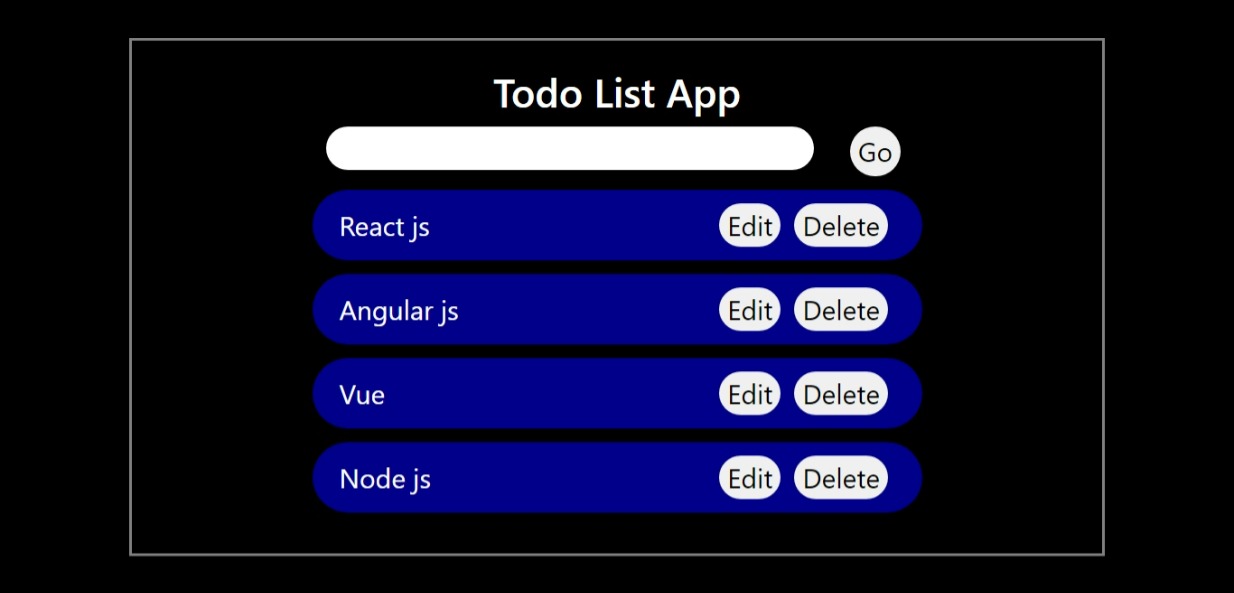 Todo List App
Go
React js Edit Delete
Angular js Edit Delete
Vue Edit Delete
Node js Edit Delete